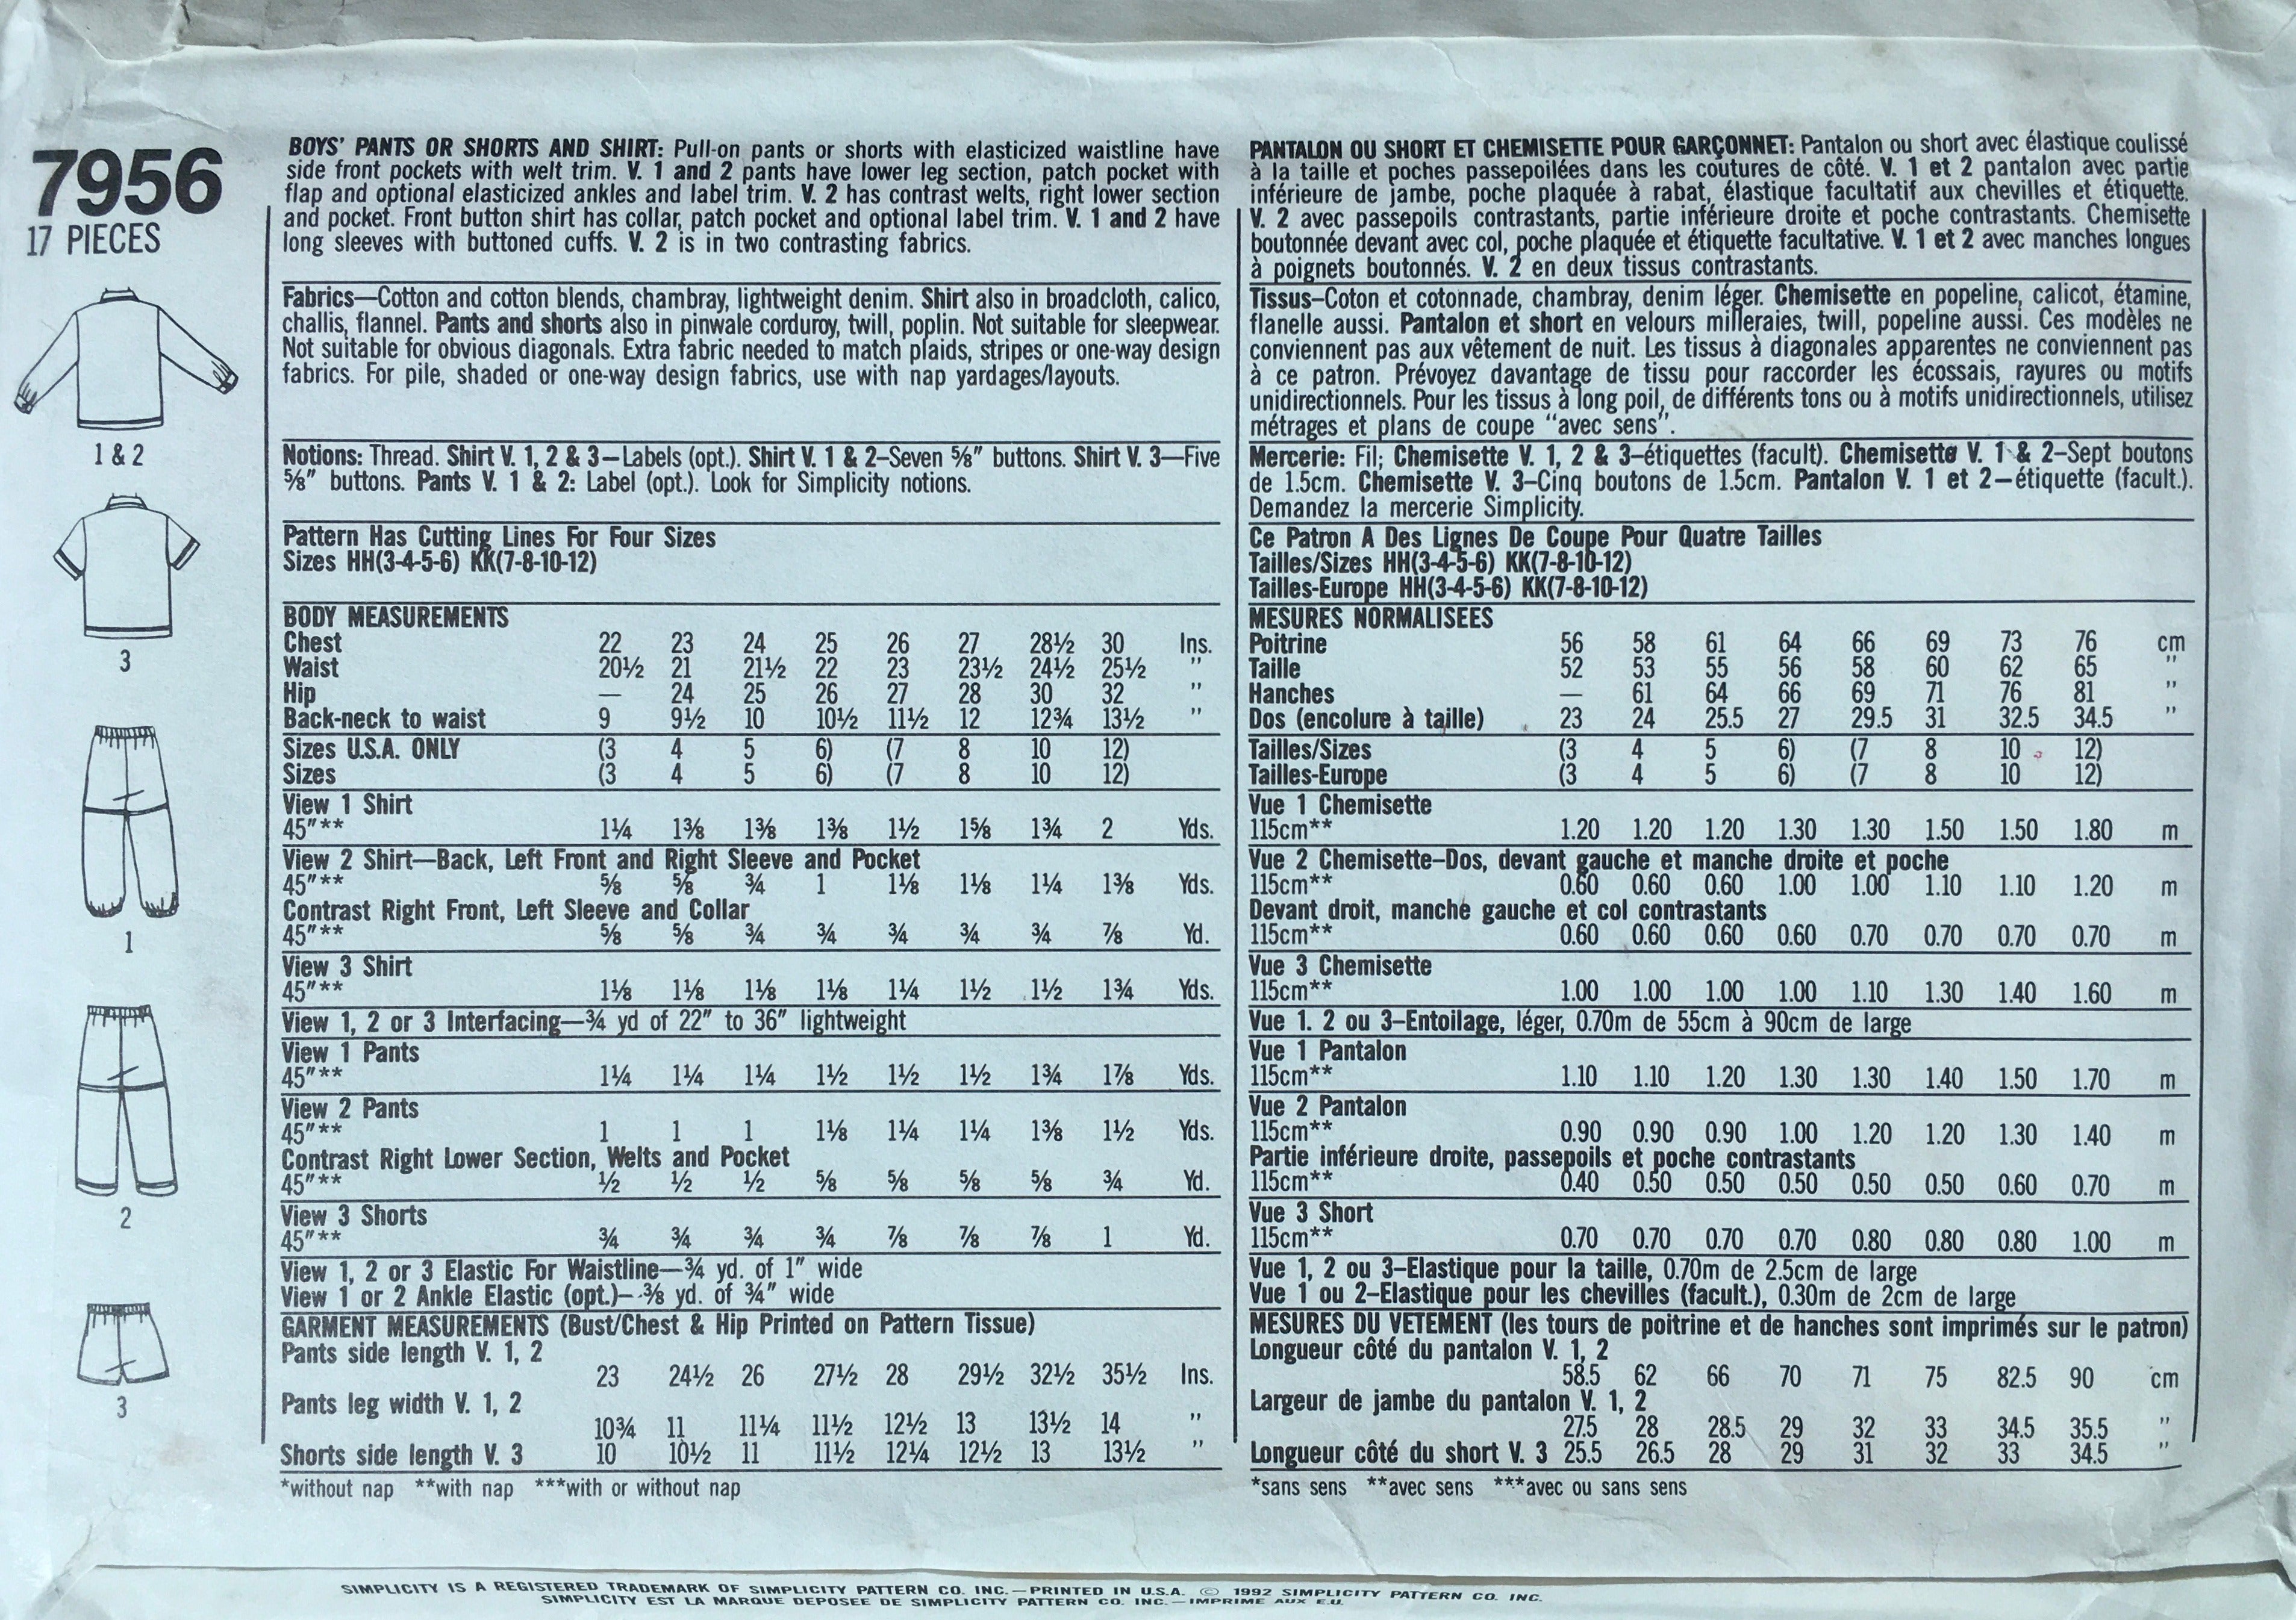 7956
17 PIECES
1 & 2
3
1
2
3
BOYS' PANTS OR SHORTS AND SHIRT: Pull-on pants or shorts with elasticized waistline have
side front pockets with welt trim. V. 1 and 2 pants have lower leg section, patch pocket with
flap and optional elasticized ankles and label trim. V. 2 has contrast welts, right lower section
and pocket. Front button shirt has collar, patch pocket and optional label trim. V. 1 and 2 have
long sleeves with buttoned cuffs. V. 2 is in two contrasting fabrics.
Fabrics—Cotton and cotton blends, chambray, lightweight denim. Shirt also in broadcloth, calico,
challis, flannel. Pants and shorts also in pinwale corduroy, twill, poplin. Not suitable for sleepwear.
Not suitable for obvious diagonals. Extra fabric needed to match plaids, stripes or one-way design
fabrics. For pile, shaded or one-way design fabrics, use with nap yardages/layouts.
Notions: Thread. Shirt V. 1, 2 & 3—Labels (opt.). Shirt V. 1 & 2—Seven ⅝" buttons. Shirt V. 3—Five
⅝" buttons. Pants V. 1 & 2: Label (opt.). Look for Simplicity notions.
Pattern Has Cutting Lines For Four Sizes
Sizes HH(3-4-5-6) KK(7-8-10-12)
BODY MEASUREMENTS
Chest 22 23 24 25 26 27 28½ 30 Ins.
Waist 20½ 21 21½ 22 23 23½ 24½ 25½ "
Hip — 24 25 26 27 28 30 32 "
Back-neck to waist 9 9½ 10 10½ 11½ 12 12¾ 13½ "
Sizes U.S.A. ONLY (3 4 5 6) (7 8 10 12)
Sizes (3 4 5 6) (7 8 10 12)
View 1 Shirt
45"** 1¼ 1⅜ 1⅜ 1⅜ 1½ 1⅝ 1¾ 2 Yds.
View 2 Shirt—Back, Left Front and Right Sleeve and Pocket
45"** ⅝ ⅝ ¾ 1 1⅛ 1⅛ 1¼ 1⅜ Yds.
Contrast Right Front, Left Sleeve and Collar
45"** ⅝ ⅝ ¾ ¾ ¾ ¾ ¾ ⅞ Yd.
View 3 Shirt
45"** 1⅛ 1⅛ 1⅛ 1⅛ 1¼ 1½ 1½ 1¾ Yds.
View 1, 2 or 3 Interfacing—¾ yd of 22" to 36" lightweight
View 1 Pants
45"** 1¼ 1¼ 1¼ 1½ 1½ 1½ 1¾ 1⅞ Yds.
View 2 Pants
45"** 1 1 1 1⅛ 1¼ 1¼ 1⅜ 1½ Yds.
Contrast Right Lower Section, Welts and Pocket
45"** ½ ½ ½ ⅝ ⅝ ⅝ ⅝ ¾ Yd.
View 3 Shorts
45"** ¾ ¾ ¾ ¾ ⅞ ⅞ ⅞ 1 Yd.
View 1, 2 or 3 Elastic For Waistline—¾ yd. of 1" wide
View 1 or 2 Ankle Elastic (opt.)—⅜ yd. of ¾" wide
GARMENT MEASUREMENTS (Bust/Chest & Hip Printed on Pattern Tissue)
Pants side length V. 1, 2
23 24½ 26 27½ 28 29½ 32½ 35½ Ins.
Pants leg width V. 1, 2
10¾ 11 11¼ 11½ 12½ 13 13½ 14 "
Shorts side length V. 3 10 10½ 11 11½ 12¼ 12½ 13 13½ "
*without nap **with nap ***with or without nap
PANTALON OU SHORT ET CHEMISETTE POUR GARÇONNET: Pantalon ou short avec élastique coulissé
à la taille et poches passepoilées dans les coutures de côté. V. 1 et 2 pantalon avec partie
inférieure de jambe, poche plaquée à rabat, élastique facultatif aux chevilles et étiquette.
V. 2 avec passepoils contrastants, partie inférieure droite et poche contrastants. Chemisette
boutonnée devant avec col, poche plaquée et étiquette facultative. V. 1 et 2 avec manches longues
à poignets boutonnés. V. 2 en deux tissus contrastants.
Tissus—Coton et cotonnade, chambray, denim léger. Chemisette en popeline, calicot, étamine,
flanelle aussi. Pantalon et short en velours milleraies, twill, popeline aussi. Ces modèles ne
conviennent pas aux vêtement de nuit. Les tissus à diagonales apparentes ne conviennent pas
à ce patron. Prévoyez davantage de tissu pour raccorder les écossais, rayures ou motifs
unidirectionnels. Pour les tissus à long poil, de différents tons ou à motifs unidirectionnels, utilisez
métrages et plans de coupe "avec sens".
Mercerie: Fil; Chemisette V. 1, 2 & 3—étiquettes (facult). Chemisette V. 1 & 2—Sept boutons
de 1.5cm. Chemisette V. 3—Cinq boutons de 1.5cm. Pantalon V. 1 et 2—étiquette (facult.).
Demandez la mercerie Simplicity.
Ce Patron A Des Lignes De Coupe Pour Quatre Tailles
Tailles/Sizes HH(3-4-5-6) KK(7-8-10-12)
Tailles-Europe HH(3-4-5-6) KK(7-8-10-12)
MESURES NORMALISEES
Poitrine 56 58 61 64 66 69 73 76 cm
Taille 52 53 55 56 58 60 62 65 "
Hanches — 61 64 66 69 71 76 81 "
Dos (encolure à taille) 23 24 25.5 27 29.5 31 32.5 34.5 "
Tailles/Sizes (3 4 5 6) (7 8 10 12)
Tailles-Europe (3 4 5 6) (7 8 10 12)
Vue 1 Chemisette
115cm** 1.20 1.20 1.20 1.30 1.30 1.50 1.50 1.80 m
Vue 2 Chemisette–Dos, devant gauche et manche droite et poche
115cm** 0.60 0.60 0.60 1.00 1.00 1.10 1.10 1.20 m
Devant droit, manche gauche et col contrastants
115cm** 0.60 0.60 0.60 0.60 0.70 0.70 0.70 0.70 m
Vue 3 Chemisette
115cm** 1.00 1.00 1.00 1.00 1.10 1.30 1.40 1.60 m
Vue 1. 2 ou 3–Entoilage, léger, 0.70m de 55cm à 90cm de large
Vue 1 Pantalon
115cm** 1.10 1.10 1.20 1.30 1.30 1.40 1.50 1.70 m
Vue 2 Pantalon
115cm** 0.90 0.90 0.90 1.00 1.20 1.20 1.30 1.40 m
Partie inférieure droite, passepoils et poche contrastants
115cm** 0.40 0.50 0.50 0.50 0.50 0.50 0.60 0.70 m
Vue 3 Short
115cm** 0.70 0.70 0.70 0.70 0.80 0.80 0.80 1.00 m
Vue 1, 2 ou 3–Elastique pour la taille, 0.70m de 2.5cm de large
Vue 1 ou 2–Elastique pour les chevilles (facult.), 0.30m de 2cm de large
MESURES DU VETEMENT (les tours de poitrine et de hanches sont imprimés sur le patron)
Longueur côté du pantalon V. 1, 2
58.5 62 66 70 71 75 82.5 90 cm
Largeur de jambe du pantalon V. 1, 2
27.5 28 28.5 29 32 33 34.5 35.5 "
Longueur côté du short V. 3 25.5 26.5 28 29 31 32 33 34.5 "
*sans sens **avec sens ***avec ou sans sens
SIMPLICITY IS A REGISTERED TRADEMARK OF SIMPLICITY PATTERN CO. INC.—PRINTED IN U.S.A. © 1992 SIMPLICITY PATTERN CO. INC.
SIMPLICITY EST LA MARQUE DEPOSEE DE SIMPLICITY PATTERN CO. INC.—IMPRIME AUX E.U.